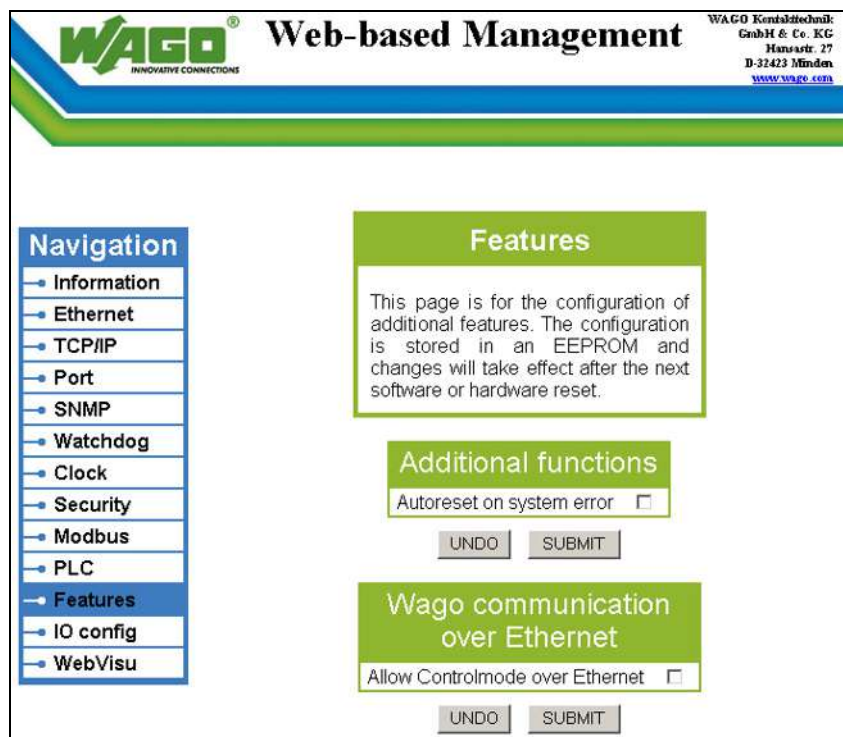 WAGO®
INNOVATIVE CONNECTIONS
Web-based Management
WAGO Kontakttechnik
GmbH & Co. KG
Hansastr. 27
D-32423 Minden
www.wago.com
Navigation
Information
Ethernet
TCP/IP
Port
SNMP
Watchdog
Clock
Security
Modbus
PLC
Features
IO config
WebVisu
Features
This page is for the configuration of
additional features. The configuration
is stored in an EEPROM and
changes will take effect after the next
software or hardware reset.
Additional functions
Autoreset on system error
UNDO SUBMIT
Wago communication
over Ethernet
Allow Controlmode over Ethernet
UNDO SUBMIT